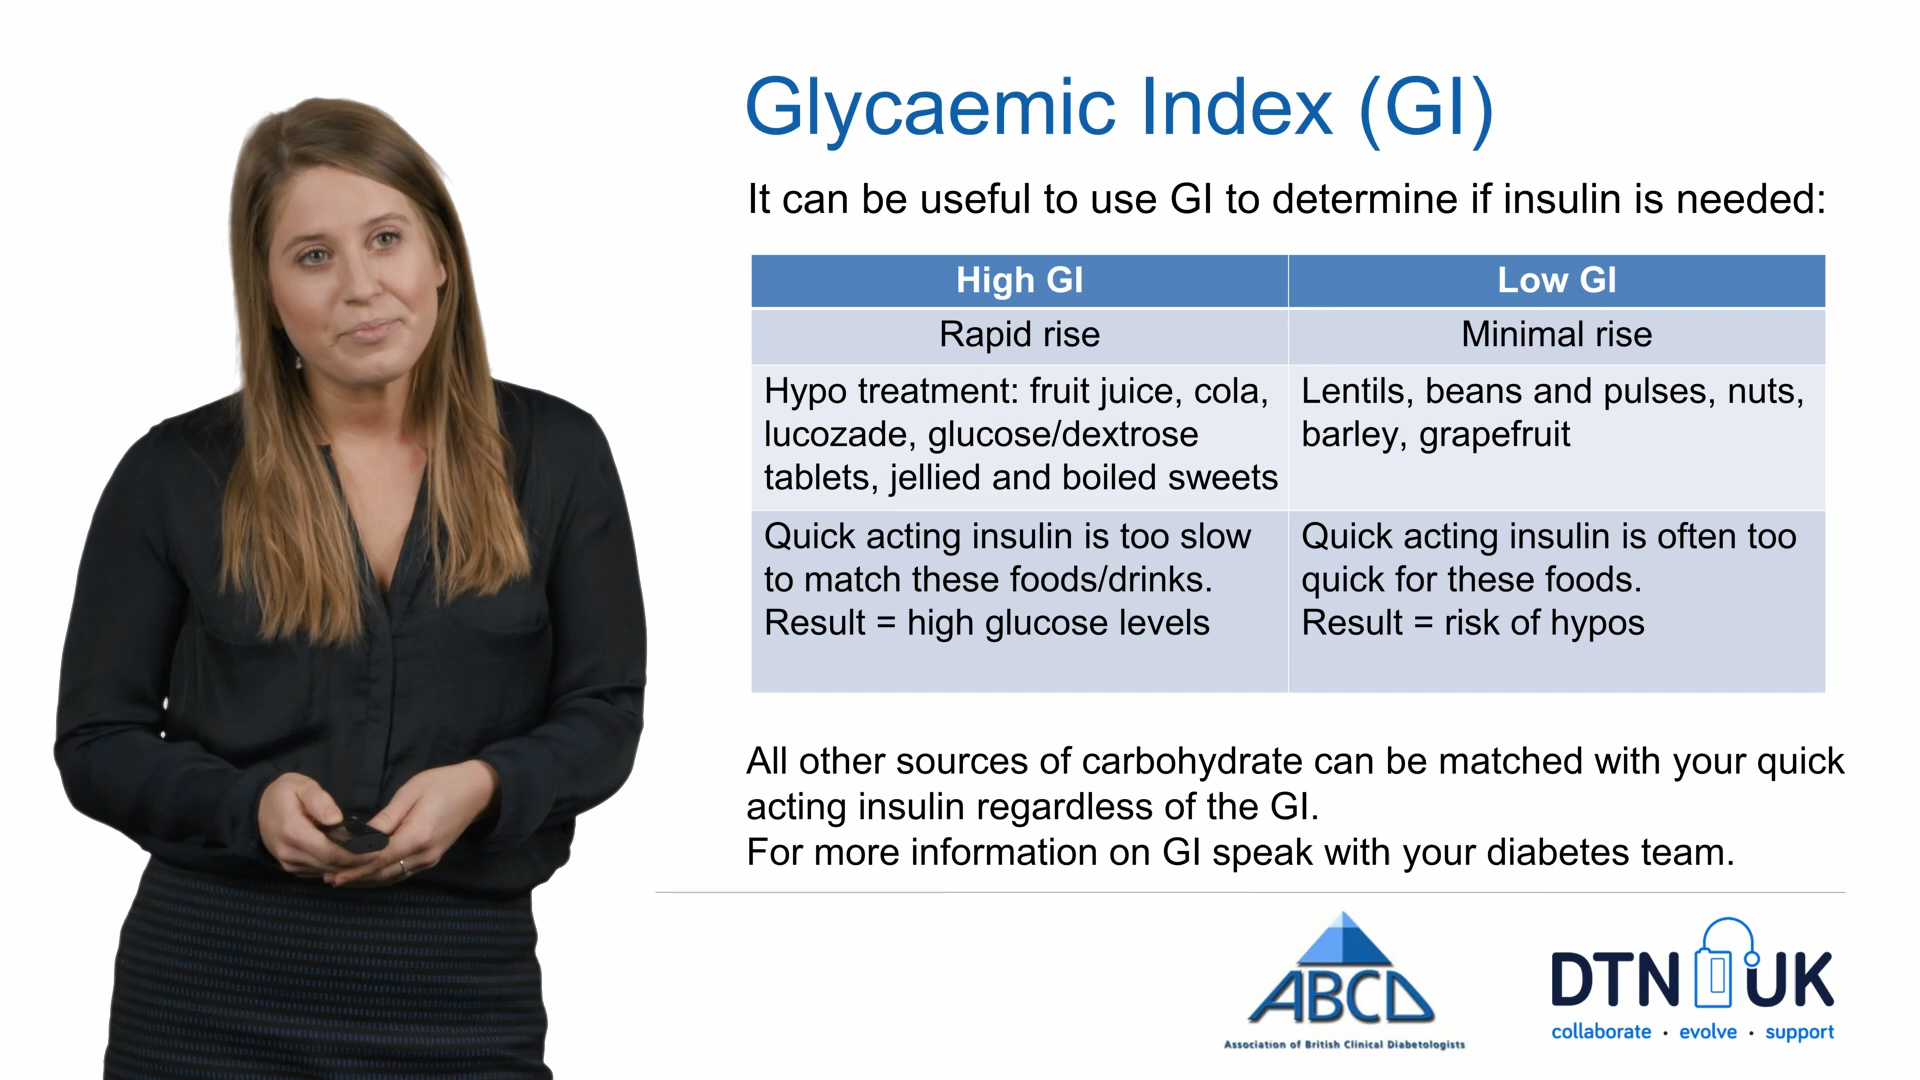 Glycaemic Index (GI)
It can be useful to use GI to determine if insulin is needed:
High GI
Low GI
Rapid rise
Minimal rise
Hypo treatment: fruit juice, cola,
lucozade, glucose/dextrose
tablets, jellied and boiled sweets
Lentils, beans and pulses, nuts,
barley, grapefruit
Quick acting insulin is too slow
to match these foods/drinks.
Result = high glucose levels
Quick acting insulin is often too
quick for these foods.
Result = risk of hypos
All other sources of carbohydrate can be matched with your quick
acting insulin regardless of the GI.
For more information on GI speak with your diabetes team.
ABCD
Association of British Clinical Diabetologists
DTN UK
collaborate · evolve · support